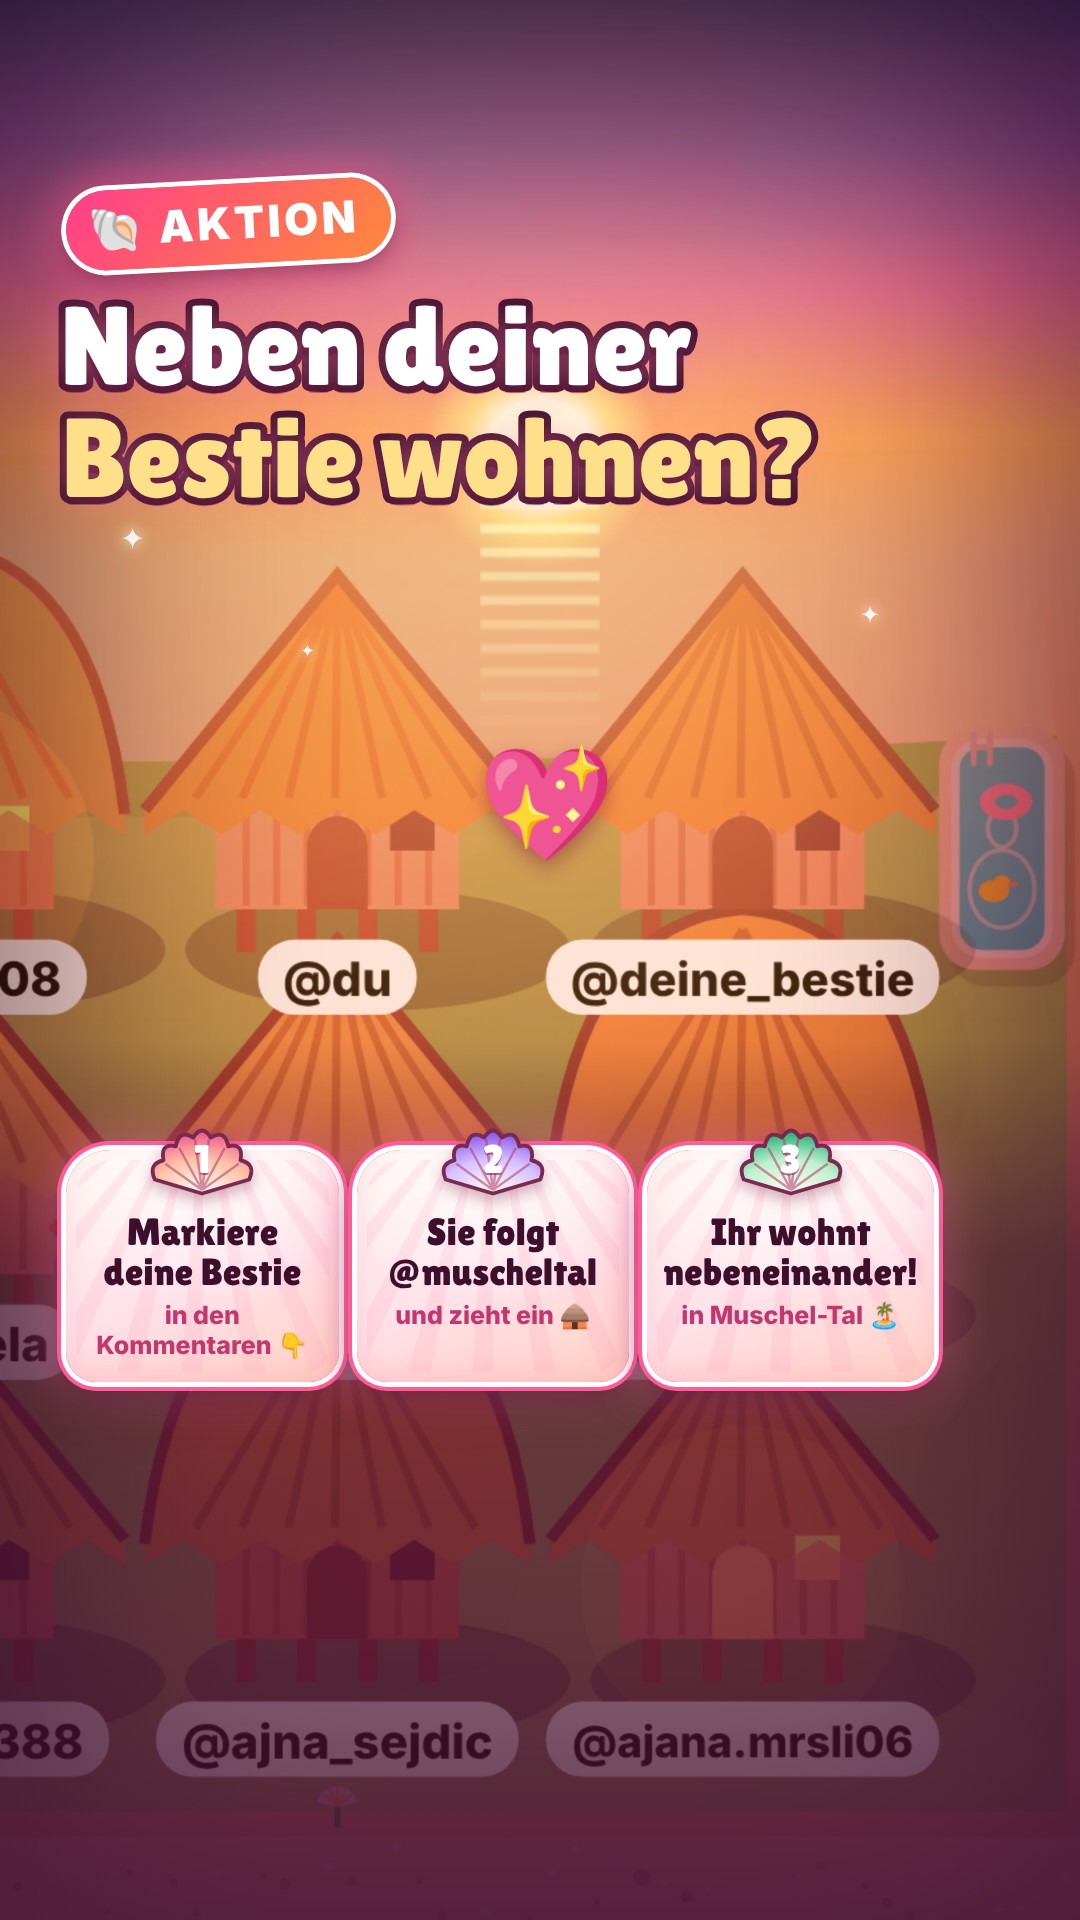 AKTION
Neben deiner
Bestie wohnen?
08
@du
@deine_bestie
1
Markiere
deine Bestie
in den
Kommentaren 👇
2
Sie folgt
@muscheltal
und zieht ein 🛖
3
Ihr wohnt
nebeneinander!
in Muschel-Tal 🏝️
ela
388
@ajna_sejdic
@ajana.mrsli06